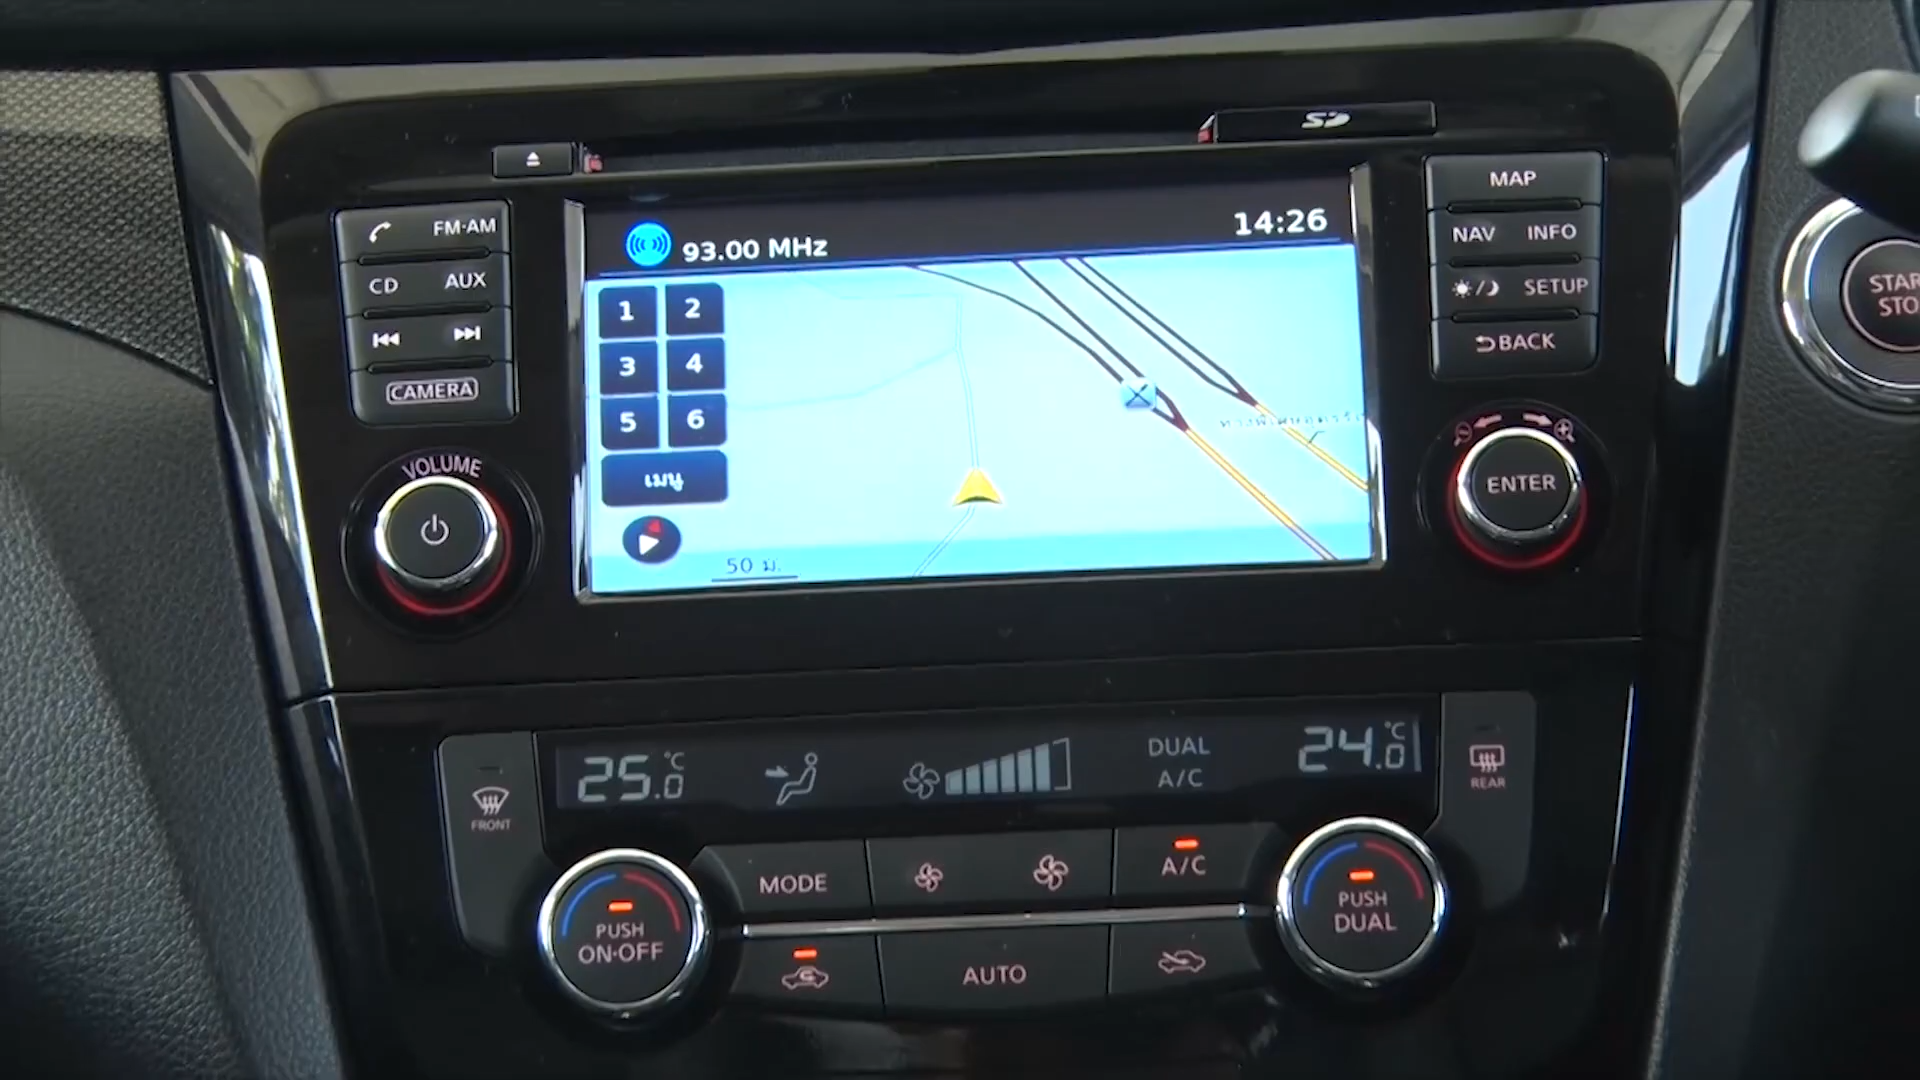 SD
MAP
FM·AM
NAV INFO
CD AUX
SETUP
BACK
CAMERA
93.00 MHz
14:26
1 2
3 4
5 6
เมนู
50 ม.
VOLUME
ENTER
START
STOP
FRONT
25.0 °C
DUAL
A/C
24.0 °C
REAR
MODE
A/C
PUSH
ON·OFF
AUTO
PUSH
DUAL